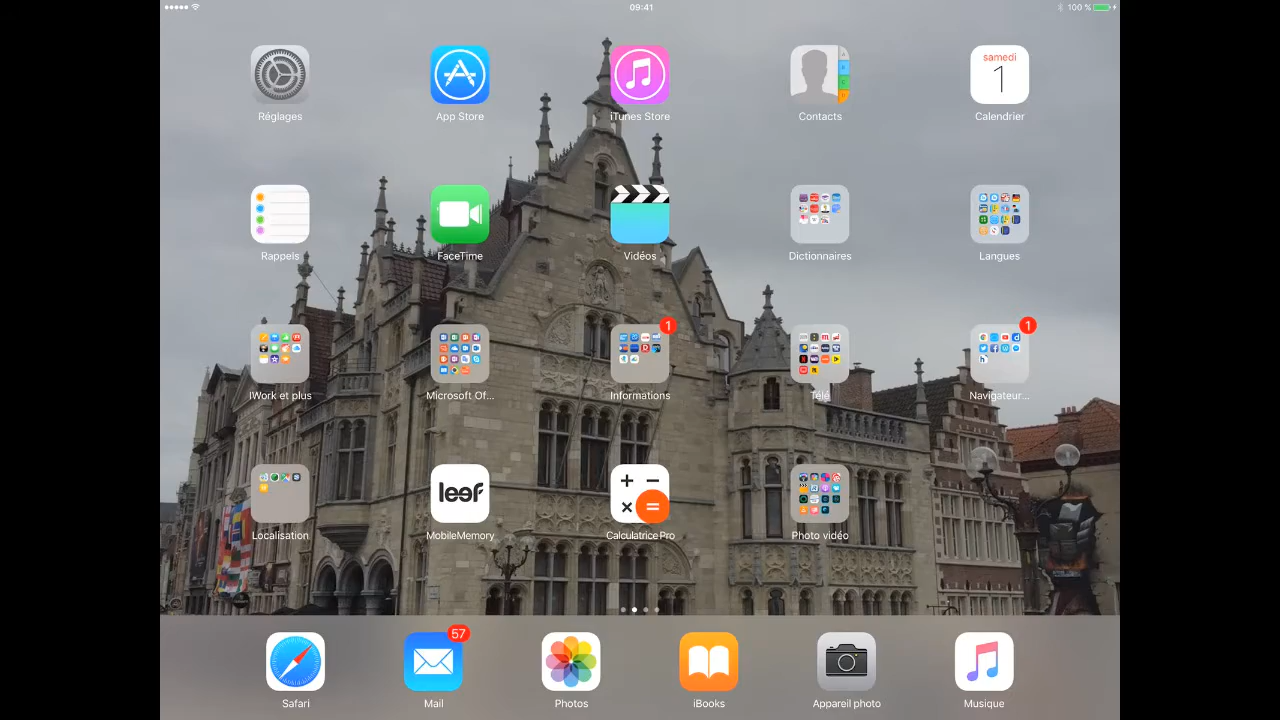 09:41
100 %
samedi
1
Réglages
App Store
iTunes Store
Contacts
Calendrier
Rappels
FaceTime
Vidéos
Dictionnaires
Langues
1
1
IWork et plus
Microsoft Of...
Informations
Télé
Navigateur...
leef
Localisation
MobileMemory
Calculatrice Pro
Photo vidéo
57
Safari
Mail
Photos
iBooks
Appareil photo
Musique